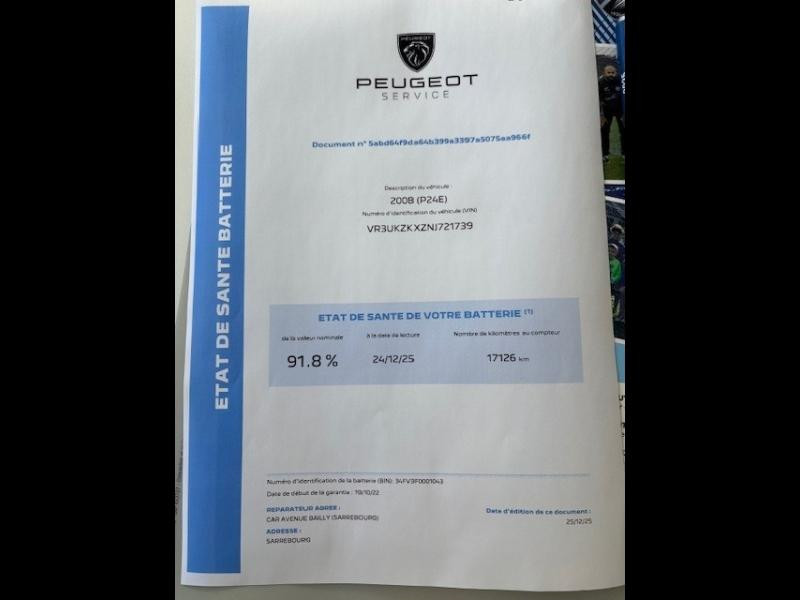 PEUGEOT
PEUGEOT
SERVICE
Document n° 5abd64f9da64b399a3397a5075aa966f
Description du véhicule :
2008 (P24E)
Numéro d'identification du véhicule (VIN)
VR3UKZKXZNJ721739
ETAT DE SANTE BATTERIE
ETAT DE SANTE DE VOTRE BATTERIE (1)
de la valeur nominale
à la date de lecture
Nombre de kilomètres au compteur
91.8 %
24/12/25
17126 km
Numéro d'identification de la batterie (BIN): 34FV3F0001043
Date de début de la garantie : 19/10/22
REPARATEUR AGREE :
CAR AVENUE BAILLY (SARREBOURG)
ADRESSE :
SARREBOURG
Date d'édition de ce document :
25/12/25